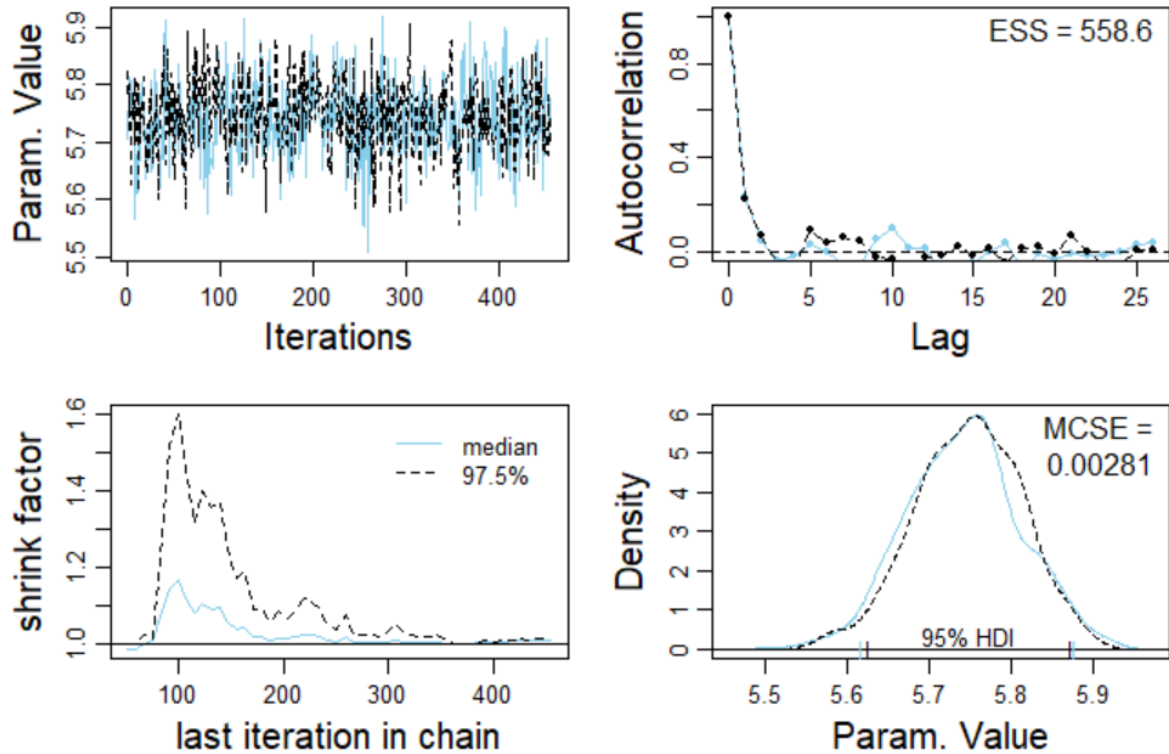 Param. Value
5.5 5.6 5.7 5.8 5.9
0 100 200 300 400
Iterations
ESS = 558.6
Autocorrelation
0.0 0.4 0.8
0 5 10 15 20 25
Lag
shrink factor
1.0 1.2 1.4 1.6
median
97.5%
100 200 300 400
last iteration in chain
MCSE =
0.00281
Density
0 1 2 3 4 5 6
95% HDI
5.5 5.6 5.7 5.8 5.9
Param. Value